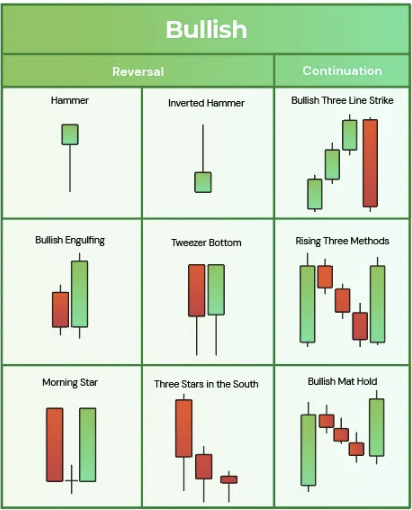 Bullish
Reversal
Continuation
Hammer
Inverted Hammer
Bullish Three Line Strike
Bullish Engulfing
Tweezer Bottom
Rising Three Methods
Morning Star
Three Stars in the South
Bullish Mat Hold